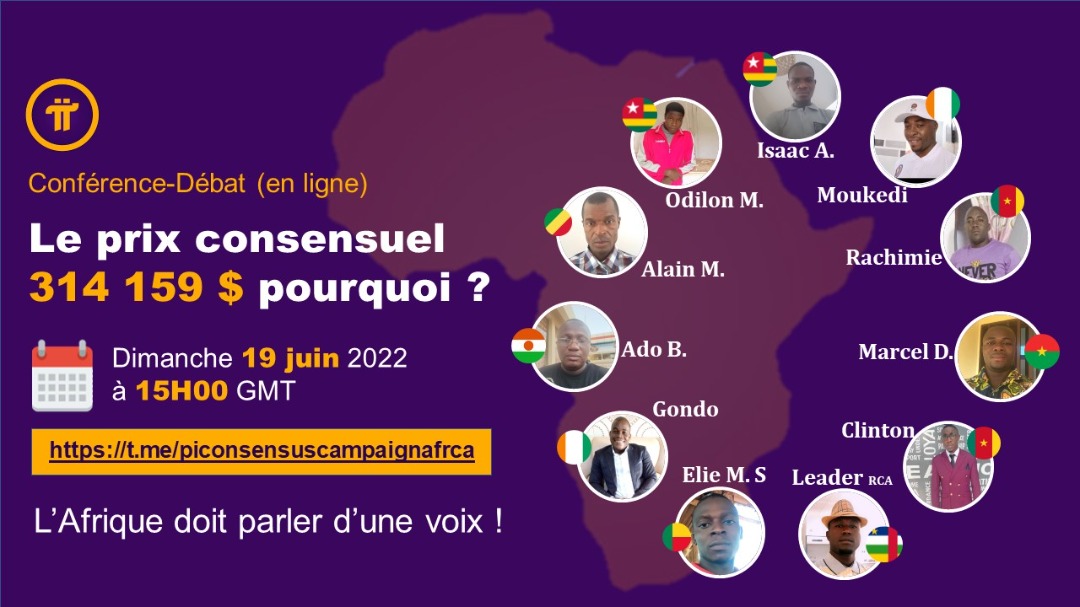 Conférence-Débat (en ligne)
Le prix consensuel
314 159 $ pourquoi ?
Dimanche 19 juin 2022
à 15H00 GMT
https://t.me/piconsensuscampaignafrca
L’Afrique doit parler d’une voix !
Isaac A.
Odilon M.
Moukedi
Alain M.
Rachimie
NEVER
Ado B.
Marcel D.
Gondo
Clinton
Elie M. S
Leader RCA